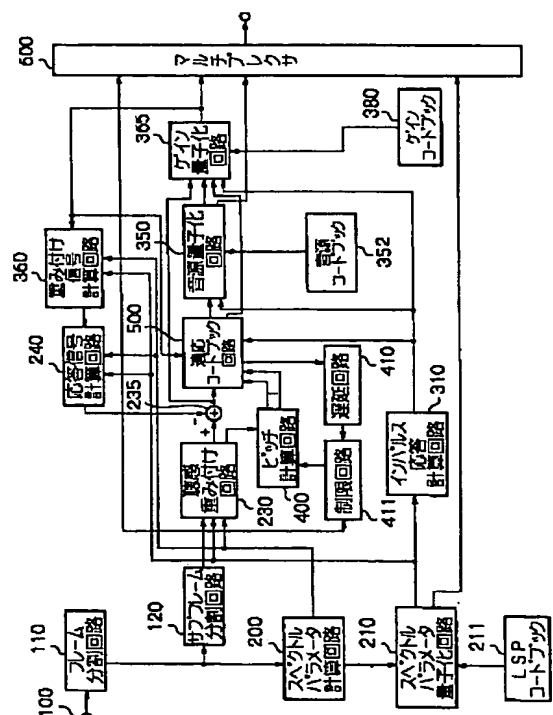 100
110
フレーム
分割回路
120
サブフレーム
分割回路
200
スペクトル
パラメータ
計算回路
210
スペクトル
パラメータ
量子化回路
211
LSP
コードブック
230
聴感
重み付け
回路
235
+
-
240
応答信号
計算回路
360
重み付け
信号
計算回路
500
適応
コードブック
回路
400
ピッチ
計算回路
410
遅延回路
411
制限回路
310
インパルス
応答
計算回路
350
音源量子化
回路
352
音源
コードブック
365
ゲイン
量子化
回路
380
ゲイン
コードブック
600
マルチプレクサ